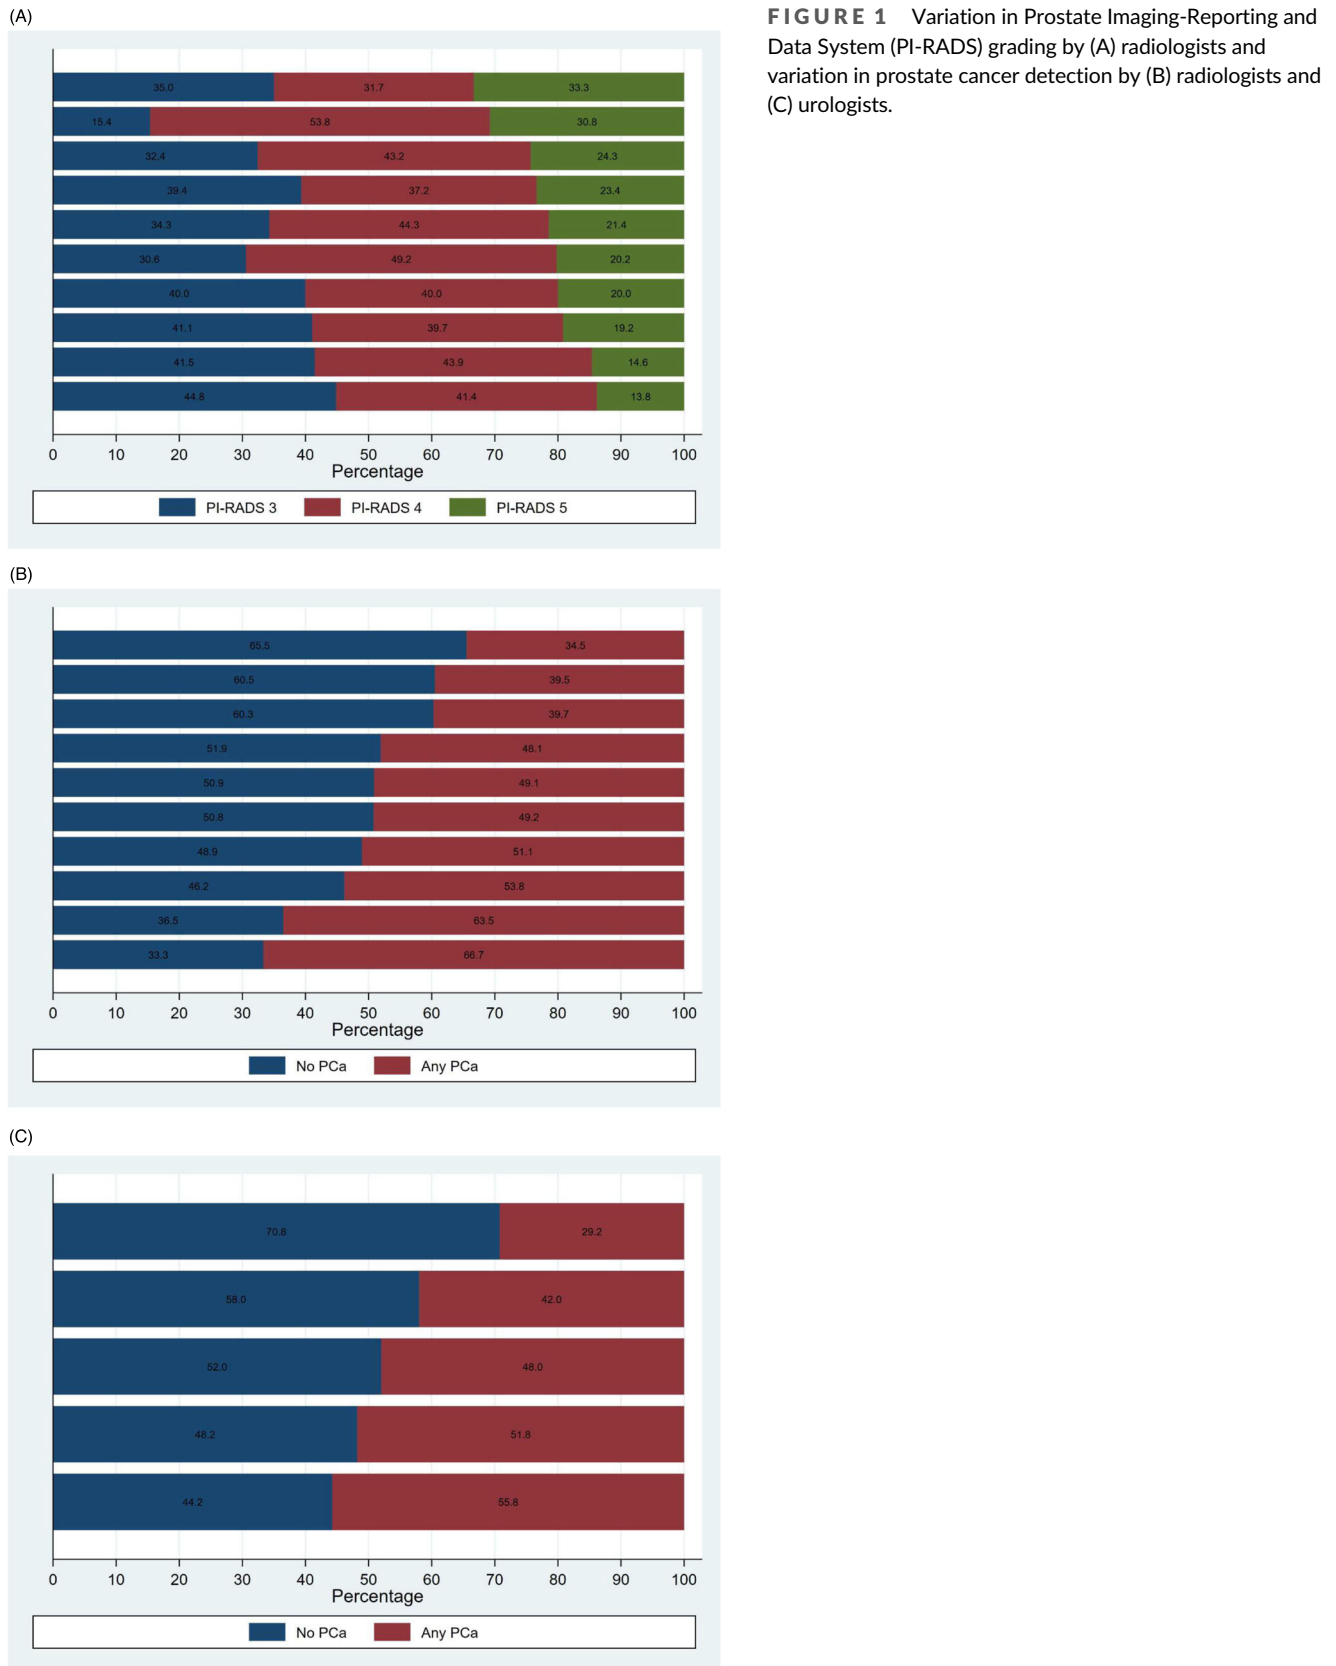 (A)
35.0 31.7 33.3
15.4 53.8 30.8
32.4 43.2 24.3
39.4 37.2 23.4
34.3 44.3 21.4
30.6 49.2 20.2
40.0 40.0 20.0
41.1 39.7 19.2
41.5 43.9 14.6
44.8 41.4 13.8
0 10 20 30 40 50 60 70 80 90 100
Percentage
PI-RADS 3 PI-RADS 4 PI-RADS 5
(B)
65.5 34.5
60.5 39.5
60.3 39.7
51.9 48.1
50.9 49.1
50.8 49.2
48.9 51.1
46.2 53.8
36.5 63.5
33.3 66.7
0 10 20 30 40 50 60 70 80 90 100
Percentage
No PCa Any PCa
(C)
70.8 29.2
58.0 42.0
52.0 48.0
48.2 51.8
44.2 55.8
0 10 20 30 40 50 60 70 80 90 100
Percentage
No PCa Any PCa
FIGURE 1 Variation in Prostate Imaging-Reporting and
Data System (PI-RADS) grading by (A) radiologists and
variation in prostate cancer detection by (B) radiologists and
(C) urologists.